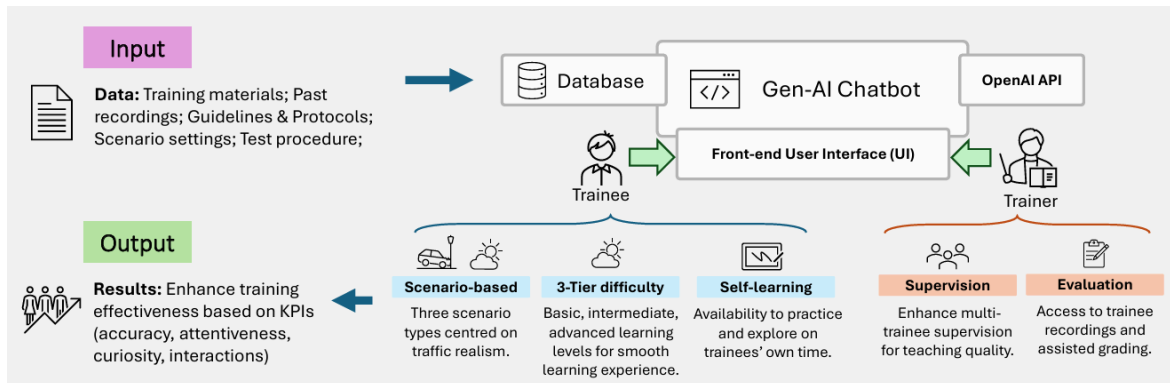 Input
Data: Training materials; Past
recordings; Guidelines & Protocols;
Scenario settings; Test procedure;
Database
</>
Gen-AI Chatbot
OpenAI API
Front-end User Interface (UI)
Trainee
Trainer
Output
Results: Enhance training
effectiveness based on KPIs
(accuracy, attentiveness,
curiosity, interactions)
Scenario-based
Three scenario
types centred on
traffic realism.
3-Tier difficulty
Basic, intermediate,
advanced learning
levels for smooth
learning experience.
Self-learning
Availability to practice
and explore on
trainees' own time.
Supervision
Enhance multi-
trainee supervision
for teaching quality.
Evaluation
Access to trainee
recordings and
assisted grading.